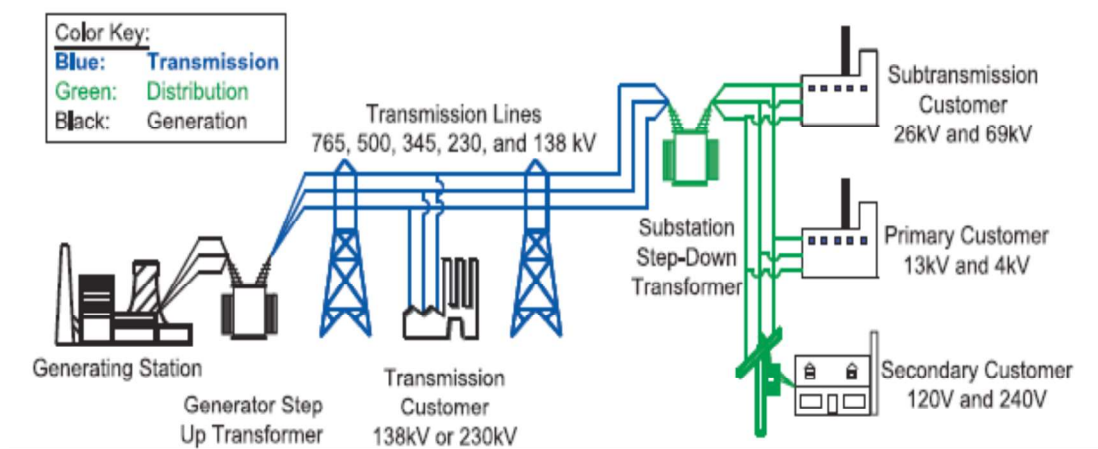 Color Key:
Blue: Transmission
Green: Distribution
Black: Generation
Transmission Lines
765, 500, 345, 230, and 138 kV
Subtransmission
Customer
26kV and 69kV
Substation
Step-Down
Transformer
Primary Customer
13kV and 4kV
Generating Station
Generator Step
Up Transformer
Transmission
Customer
138kV or 230kV
Secondary Customer
120V and 240V